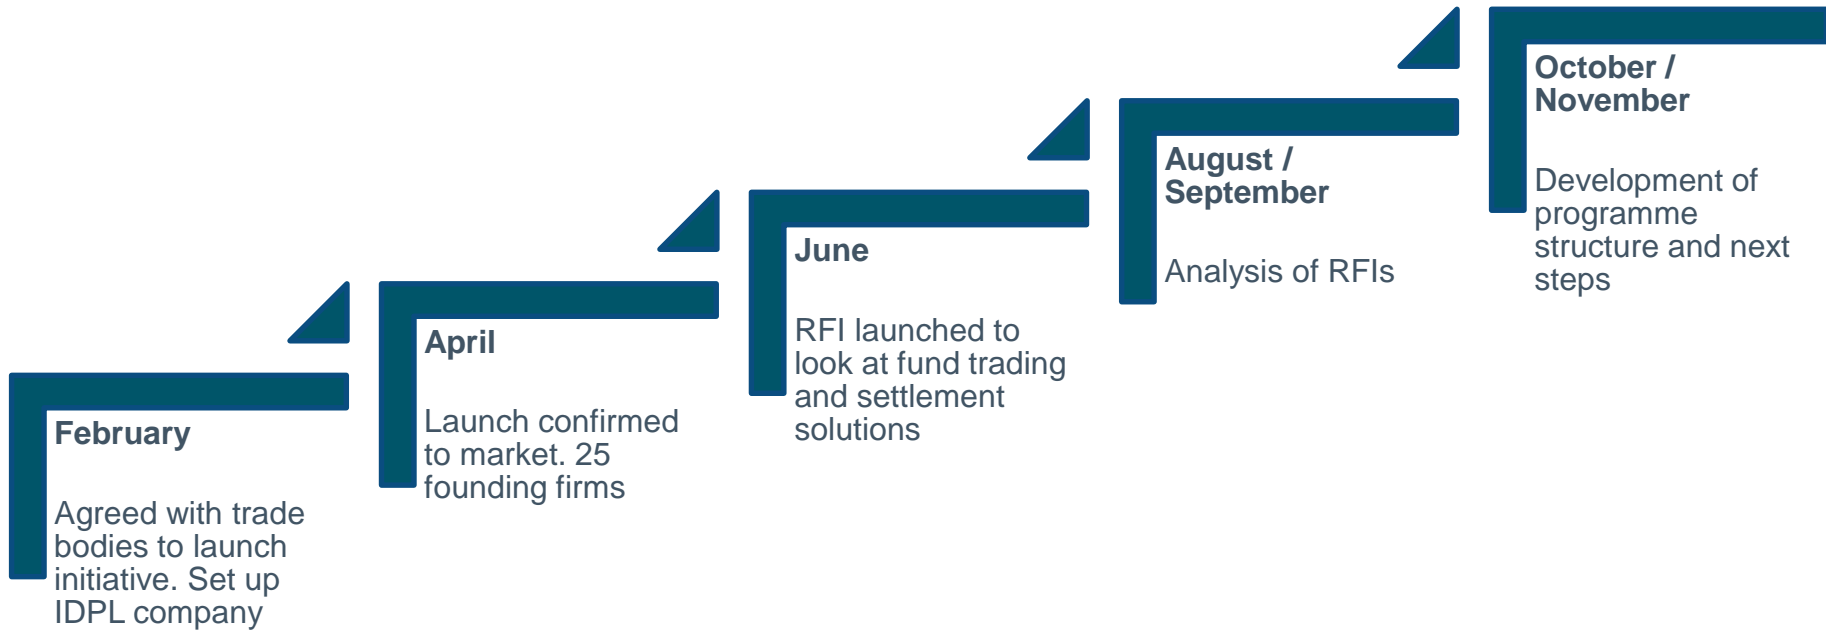 February
Agreed with trade
bodies to launch
initiative. Set up
IDPL company
April
Launch confirmed
to market. 25
founding firms
June
RFI launched to
look at fund trading
and settlement
solutions
August /
September
Analysis of RFIs
October /
November
Development of
programme
structure and next
steps